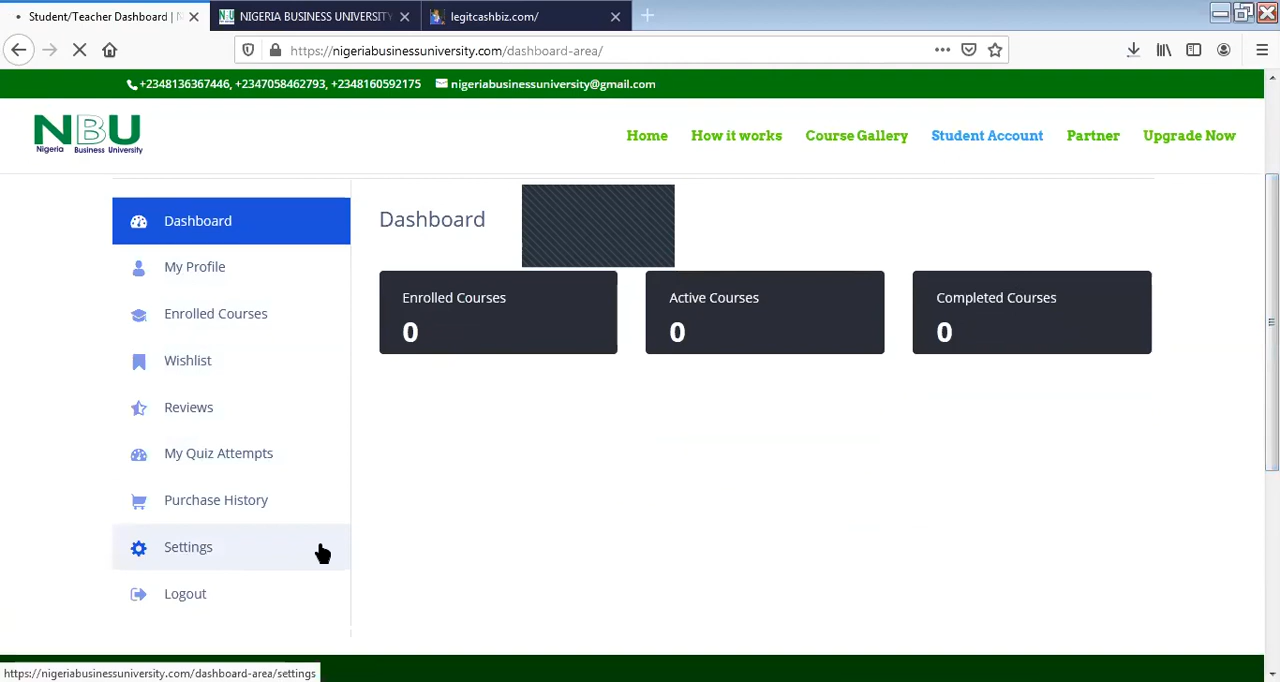 Student/Teacher Dashboard | N
NIGERIA BUSINESS UNIVERSITY
legitcashbiz.com/
https://nigeriabusinessuniversity.com/dashboard-area/
+2348136367446, +2347058462793, +2348160592175 nigeriabusinessuniversity@gmail.com
NBU
Nigeria Business University
Home How it works Course Gallery Student Account Partner Upgrade Now
Dashboard
My Profile
Enrolled Courses
Wishlist
Reviews
My Quiz Attempts
Purchase History
Settings
Logout
Dashboard
Enrolled Courses
0
Active Courses
0
Completed Courses
0
https://nigeriabusinessuniversity.com/dashboard-area/settings